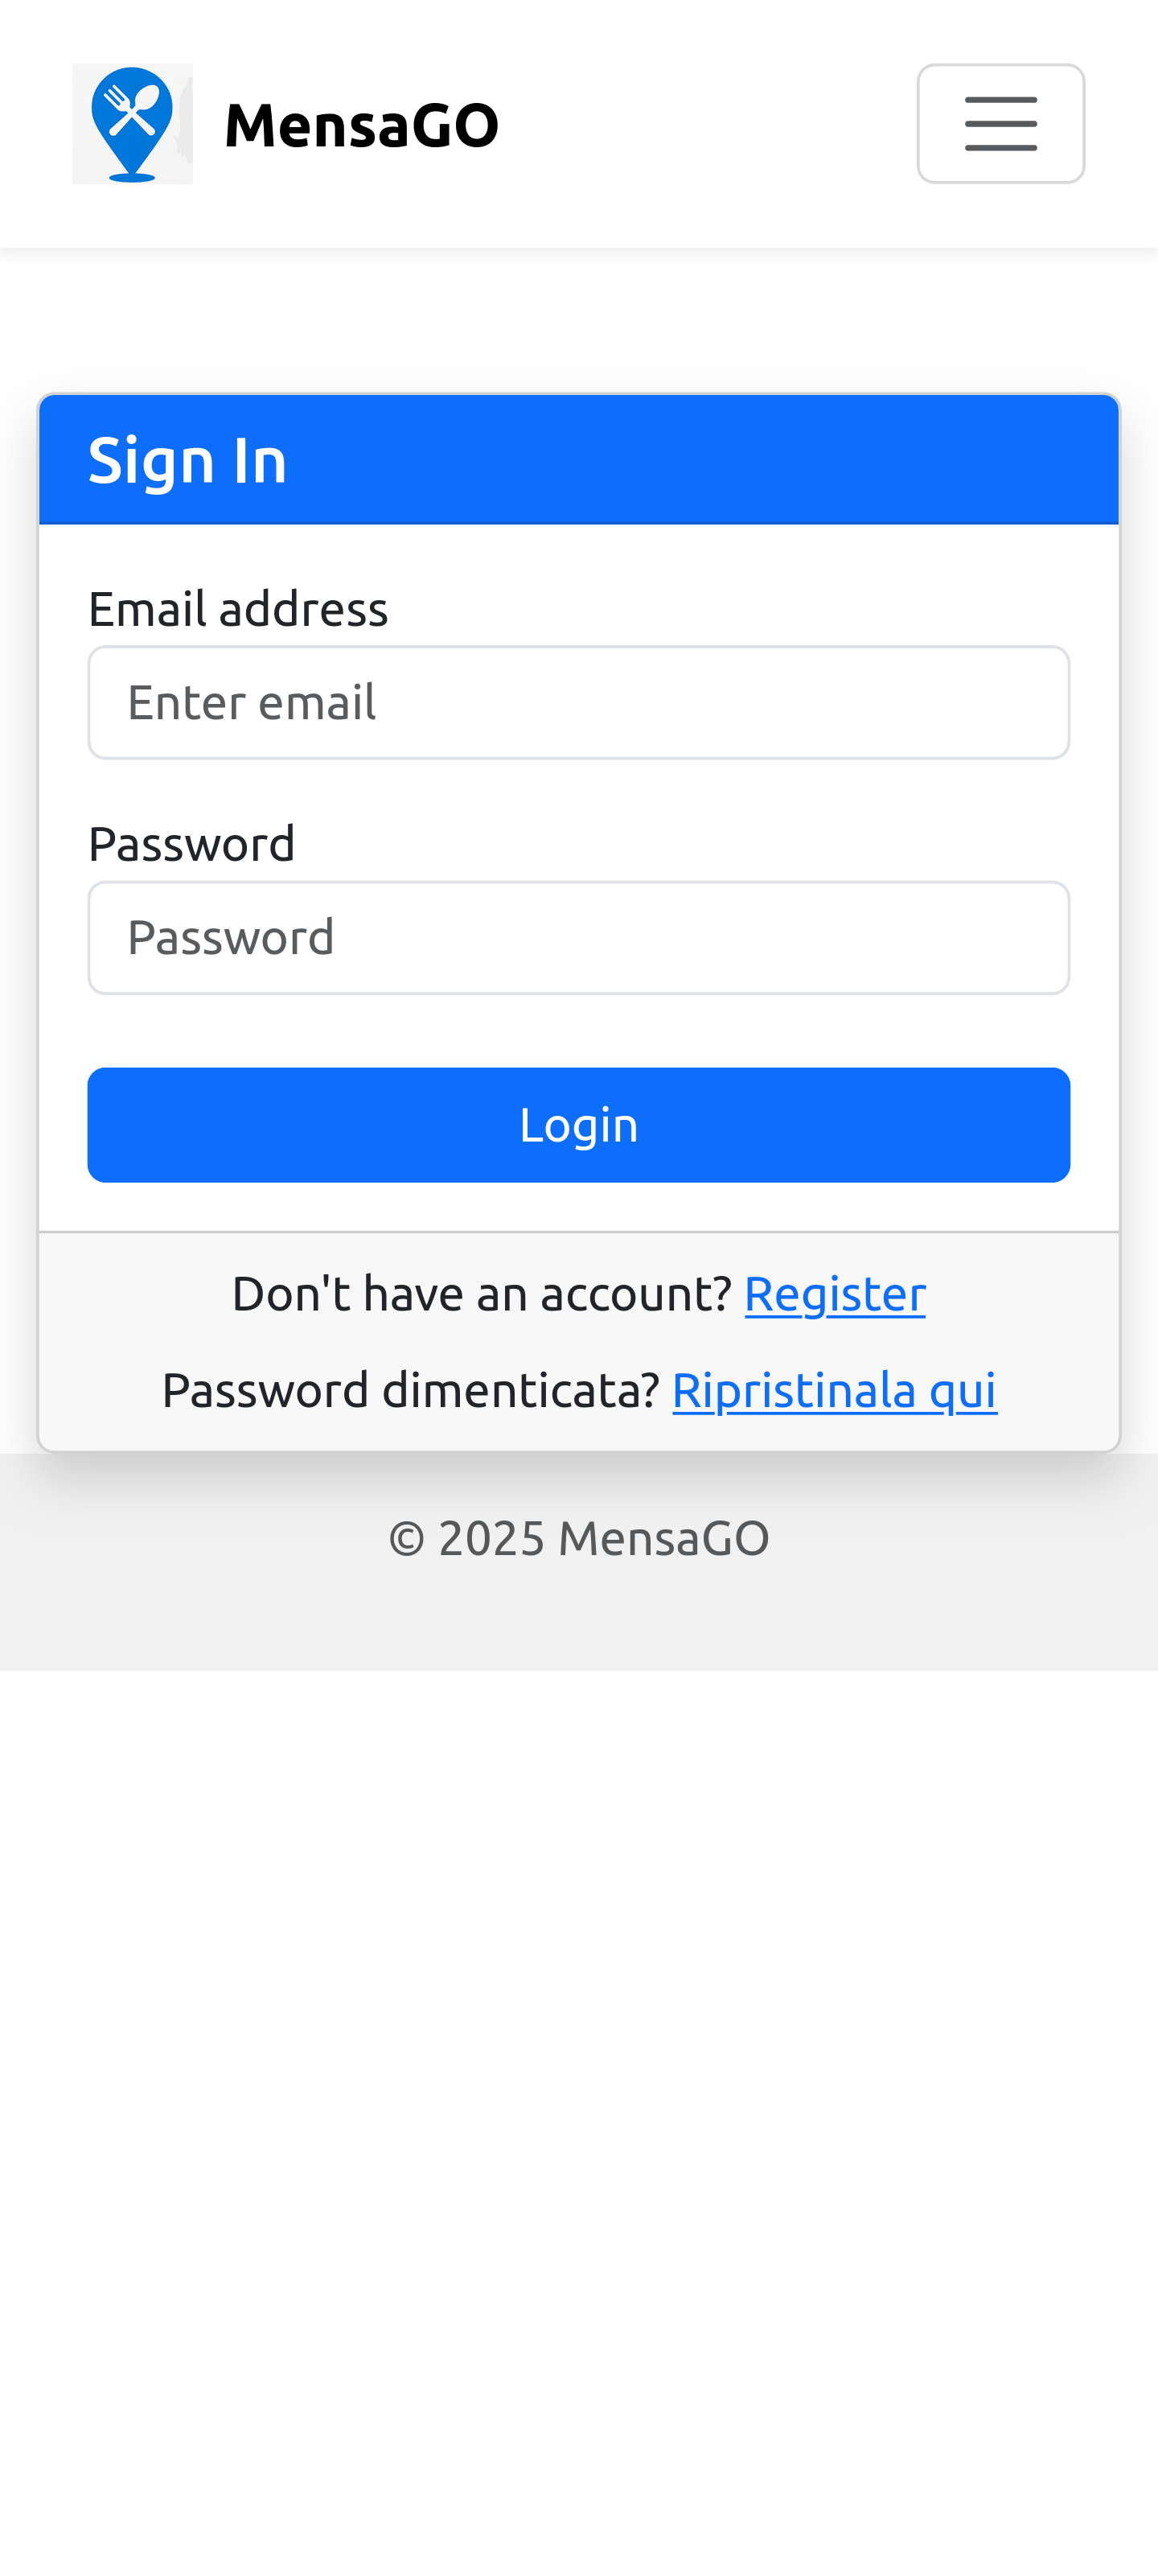 MensaGO
Sign In
Email address
Enter email
Password
Password
Login
Don't have an account? Register
Password dimenticata? Ripristinala qui
© 2025 MensaGO